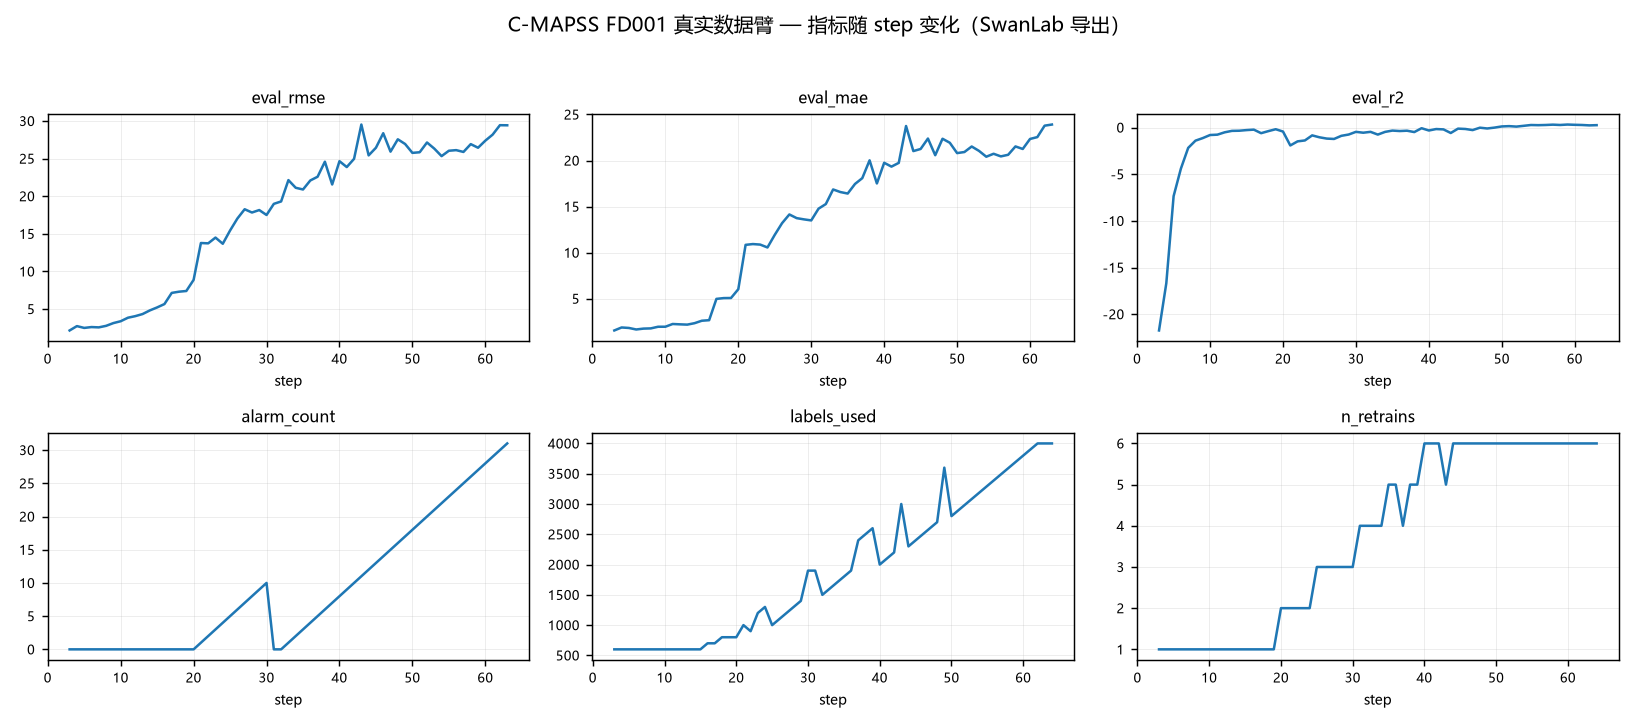 C-MAPSS FD001 真实数据臂 — 指标随 step 变化（SwanLab 导出）
eval_rmse
30
25
20
15
10
5
0 10 20 30 40 50 60
step
eval_mae
25
20
15
10
5
0 10 20 30 40 50 60
step
eval_r2
0
-5
-10
-15
-20
0 10 20 30 40 50 60
step
alarm_count
30
25
20
15
10
5
0
0 10 20 30 40 50 60
step
labels_used
4000
3500
3000
2500
2000
1500
1000
500
0 10 20 30 40 50 60
step
n_retrains
6
5
4
3
2
1
0 10 20 30 40 50 60
step